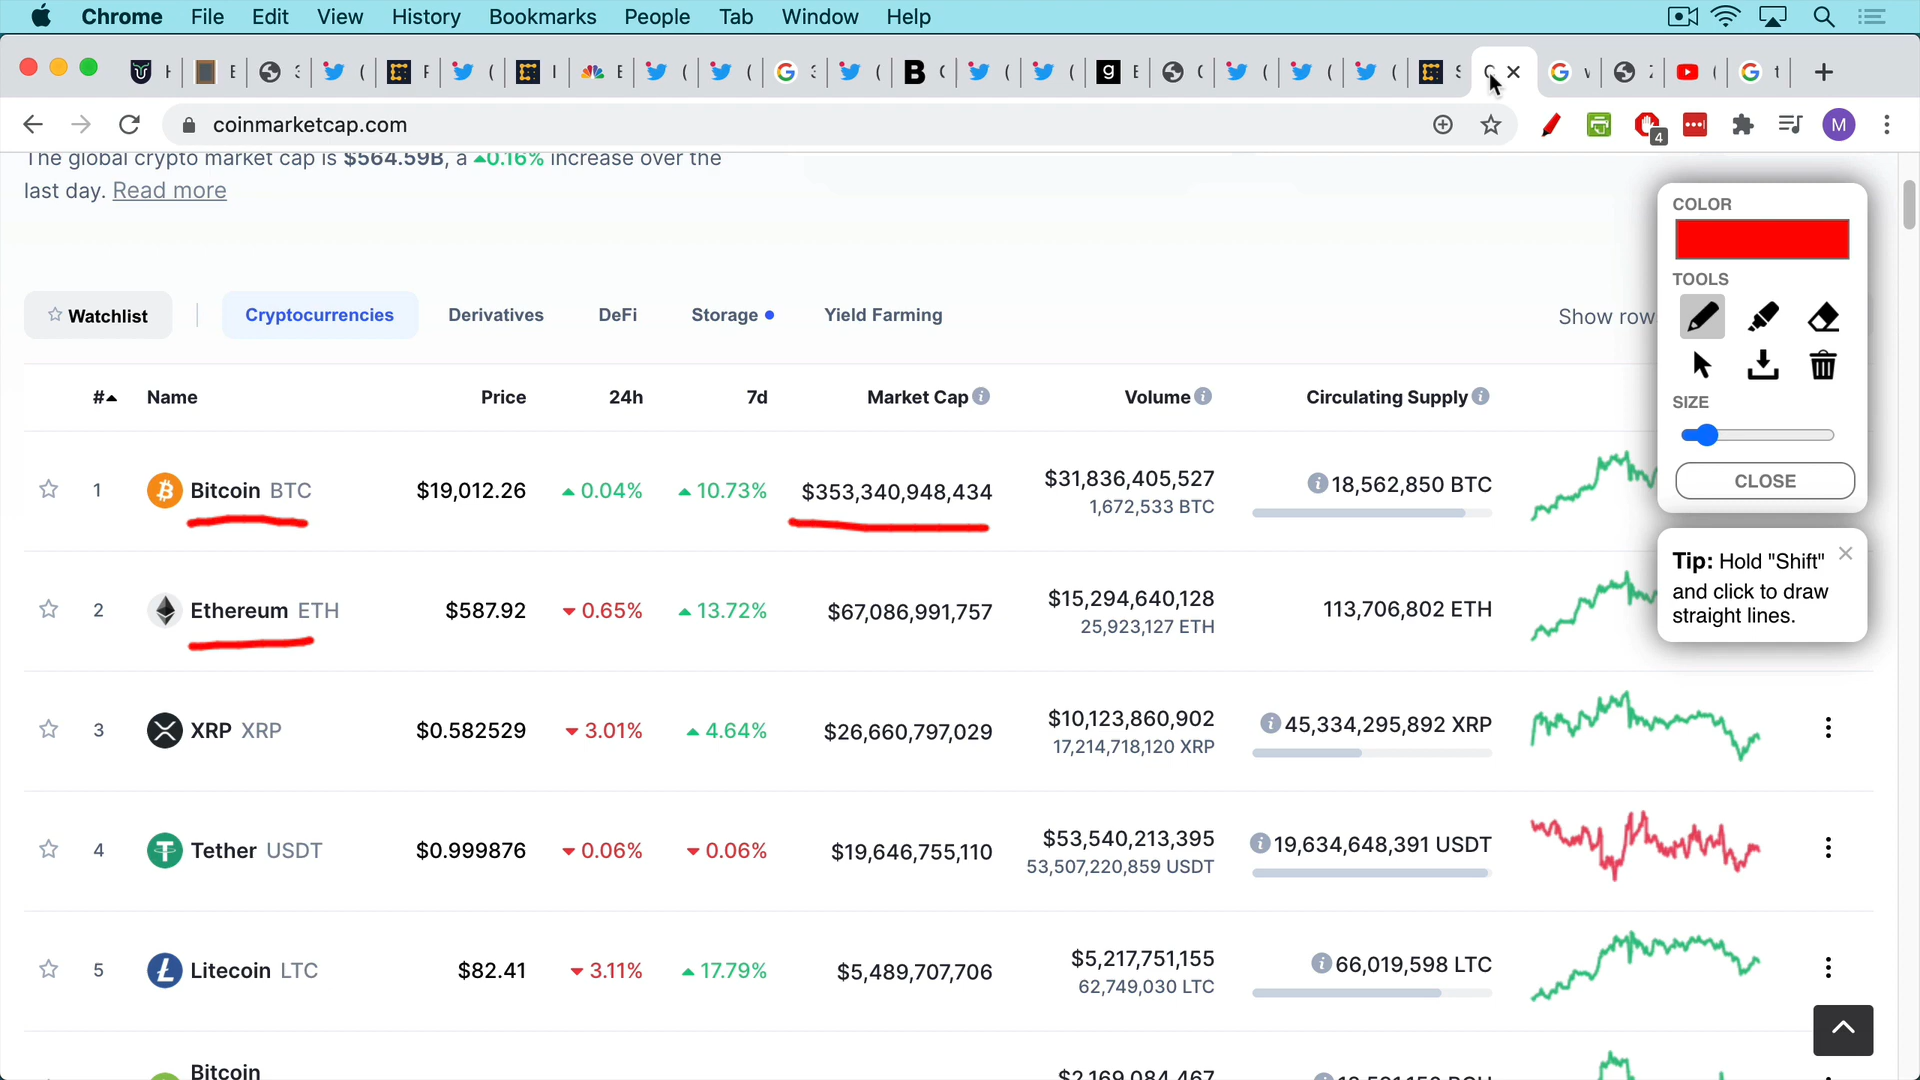 Chrome File Edit View History Bookmarks People Tab Window Help
coinmarketcap.com
4
M
The global crypto market cap is $564.59B, a 0.16% increase over the
last day. Read more
Watchlist Cryptocurrencies Derivatives DeFi Storage Yield Farming Show row
# Name Price 24h 7d Market Cap Volume Circulating Supply
1 Bitcoin BTC $19,012.26 0.04% 10.73% $353,340,948,434 $31,836,405,527 18,562,850 BTC
1,672,533 BTC
2 Ethereum ETH $587.92 0.65% 13.72% $67,086,991,757 $15,294,640,128 113,706,802 ETH
25,923,127 ETH
3 XRP XRP $0.582529 3.01% 4.64% $26,660,797,029 $10,123,860,902 45,334,295,892 XRP
17,214,718,120 XRP
4 Tether USDT $0.999876 0.06% 0.06% $19,646,755,110 $53,540,213,395 19,634,648,391 USDT
53,507,220,859 USDT
5 Litecoin LTC $82.41 3.11% 17.79% $5,489,707,706 $5,217,751,155 66,019,598 LTC
62,749,030 LTC
Bitcoin $2,169,084,467
COLOR
TOOLS
SIZE
CLOSE
Tip: Hold "Shift"
and click to draw
straight lines.